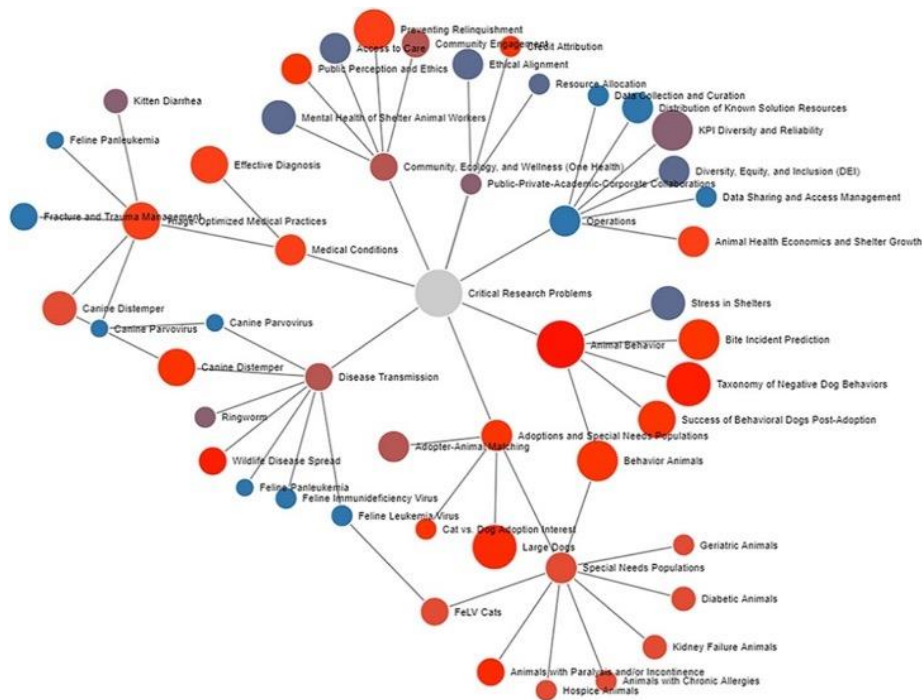 Preventing Relinquishment
Access to Care
Community Engagement
Credit Attribution
Public Perception and Ethics
Ethical Alignment
Resource Allocation
Kitten Diarrhea
Data Collection and Curation
Distribution of Known Solution Resources
Mental Health of Shelter Animal Workers
KPI Diversity and Reliability
Feline Panleukemia
Effective Diagnosis
Community, Ecology, and Wellness (One Health)
Diversity, Equity, and Inclusion (DEI)
Public-Private-Academic-Corporate Collaborations
Data Sharing and Access Management
Fracture and Trauma Management
Triage-Optimized Medical Practices
Operations
Medical Conditions
Animal Health Economics and Shelter Growth
Critical Research Problems
Canine Distemper
Stress in Shelters
Canine Parvovirus
Canine Parvovirus
Animal Behavior
Bite Incident Prediction
Canine Distemper
Disease Transmission
Taxonomy of Negative Dog Behaviors
Ringworm
Success of Behavioral Dogs Post-Adoption
Adoptions and Special Needs Populations
Adopter-Animal Matching
Wildlife Disease Spread
Behavior Animals
Feline Panleukemia
Feline Immunideficiency Virus
Feline Leukemia Virus
Cat vs. Dog Adoption Interest
Large Dogs
Geriatric Animals
Special Needs Populations
Diabetic Animals
FeLV Cats
Kidney Failure Animals
Animals with Paralysis and/or Incontinence
Animals with Chronic Allergies
Hospice Animals